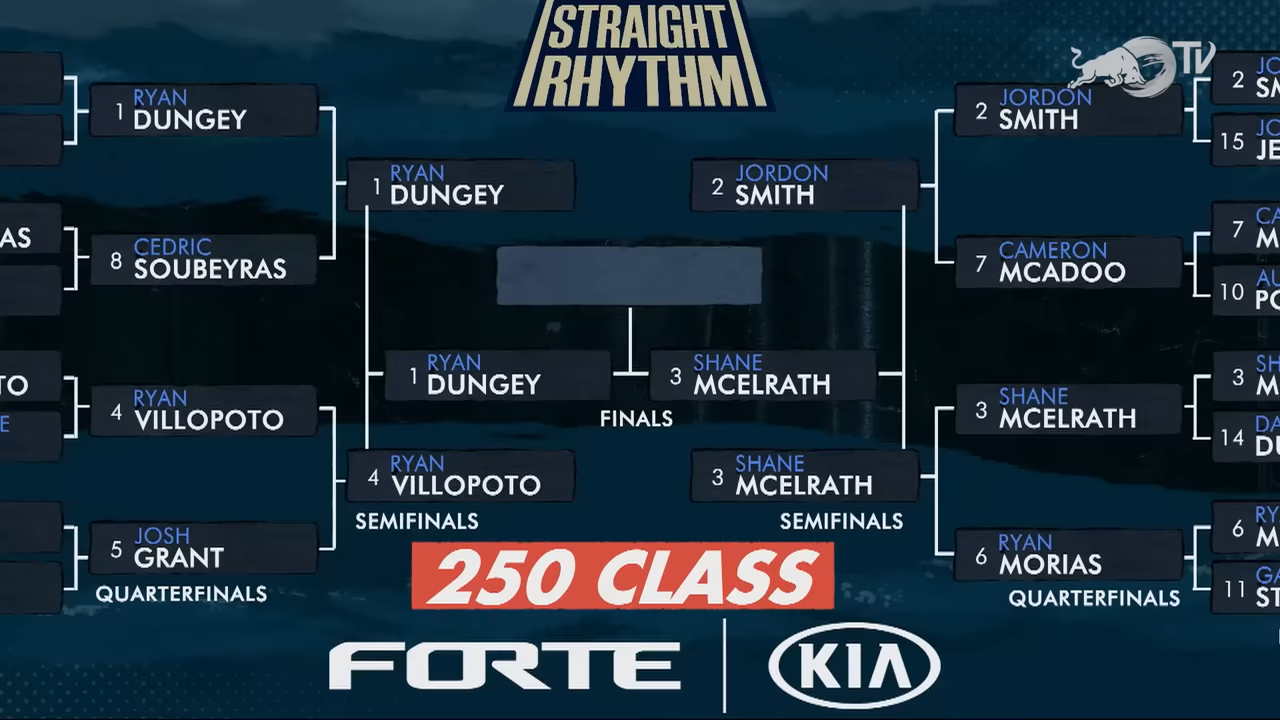 STRAIGHT
RHYTHM
TV
1 RYAN
DUNGEY
8 CEDRIC
SOUBEYRAS
4 RYAN
VILLOPOTO
5 JOSH
GRANT
QUARTERFINALS
1 RYAN
DUNGEY
4 RYAN
VILLOPOTO
SEMIFINALS
1 RYAN
DUNGEY
3 SHANE
MCELRATH
FINALS
2 JORDON
SMITH
3 SHANE
MCELRATH
SEMIFINALS
2 JORDON
SMITH
7 CAMERON
MCADOO
3 SHANE
MCELRATH
6 RYAN
MORIAS
QUARTERFINALS
2
15
7
10
3
14
6
11
250 CLASS
FORTE
KIA